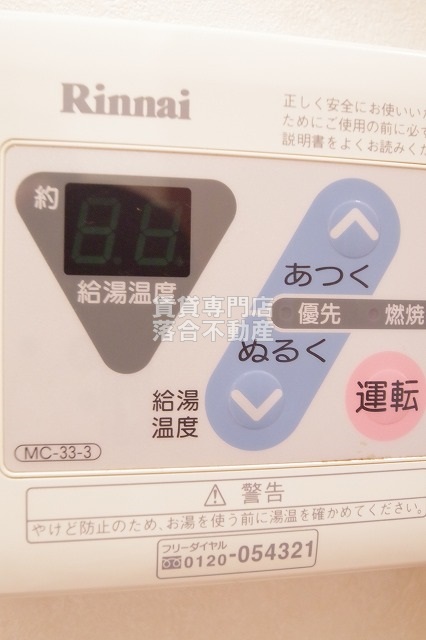 Rinnai
正しく安全にお使いいた
ためにご使用の前に必ず
説明書をよくお読みくだ
約
給湯温度
あつく
優先
燃焼
賃貸専門店
落合不動産
ぬるく
給湯
温度
運転
MC-33-3
警告
やけど防止のため、お湯を使う前に湯温を確かめてください。
フリーダイヤル
0120-054321